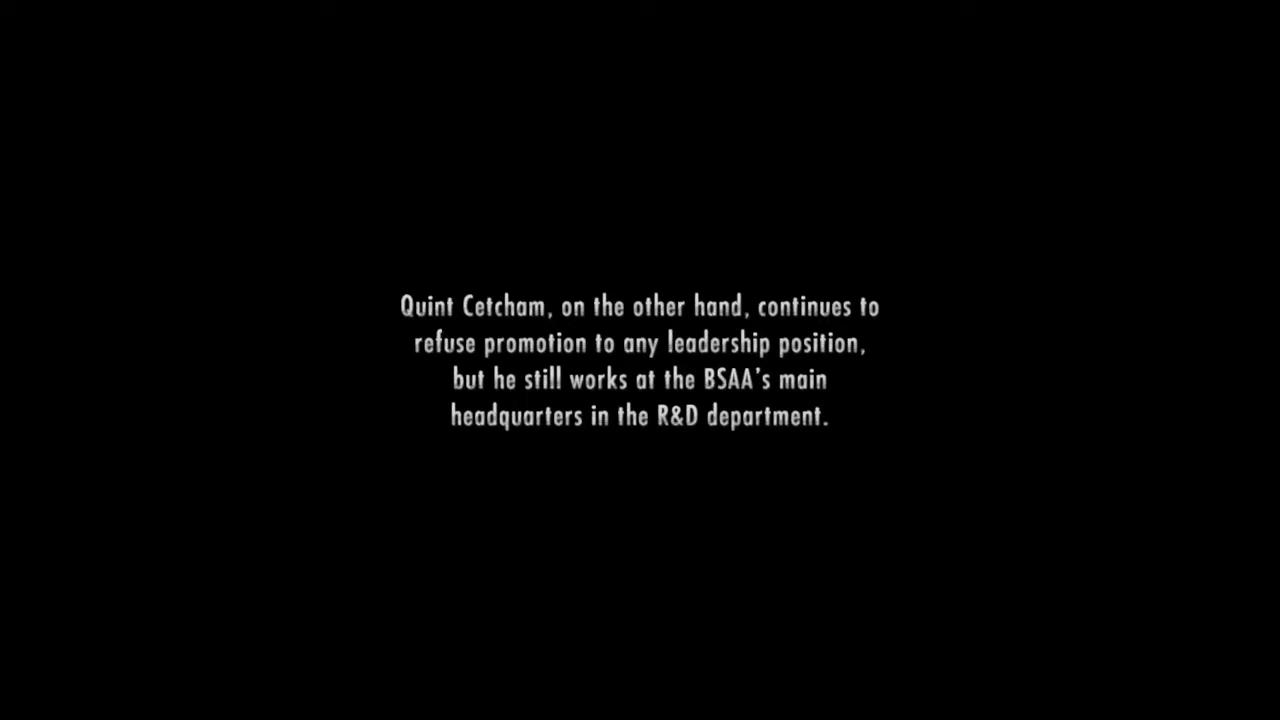 Quint Cetcham, on the other hand, continues to
refuse promotion to any leadership position,
but he still works at the BSAA's main
headquarters in the R&D department.